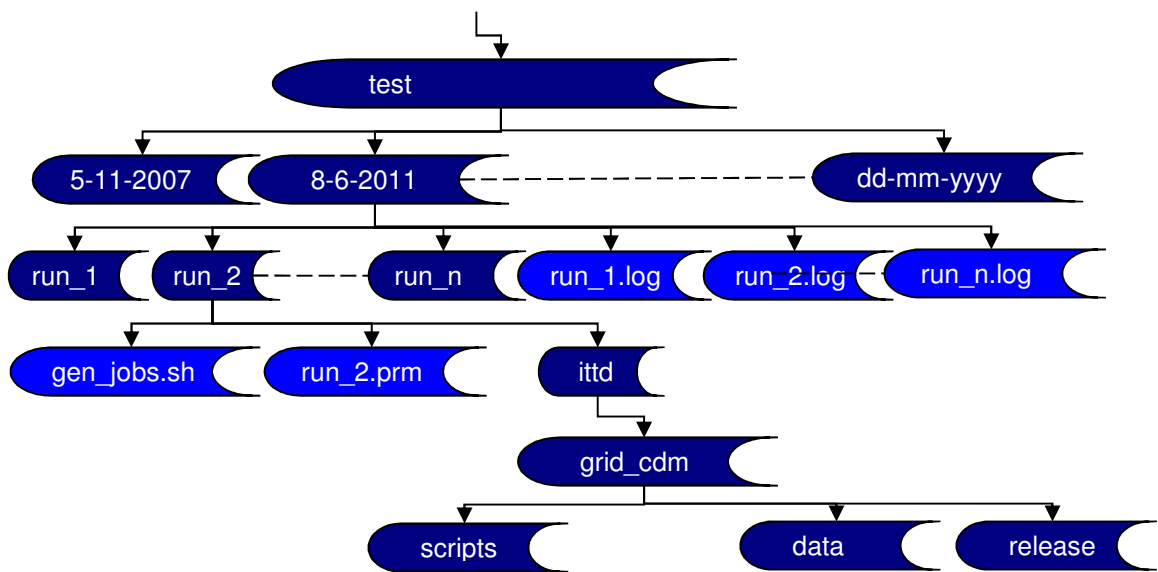 test
5-11-2007 8-6-2011 dd-mm-yyyy
run_1 run_2 run_n run_1.log run_2.log run_n.log
gen_jobs.sh run_2.prm ittd
grid_cdm
scripts data release